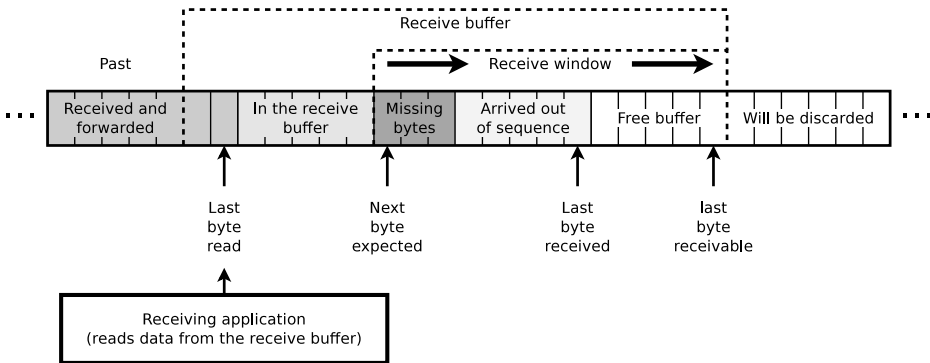 Receive buffer
Past
Receive window
Received and
forwarded
In the receive
buffer
Missing
bytes
Arrived out
of sequence
Free buffer
Will be discarded
Last
byte
read
Next
byte
expected
Last
byte
received
last
byte
receivable
Receiving application
(reads data from the receive buffer)